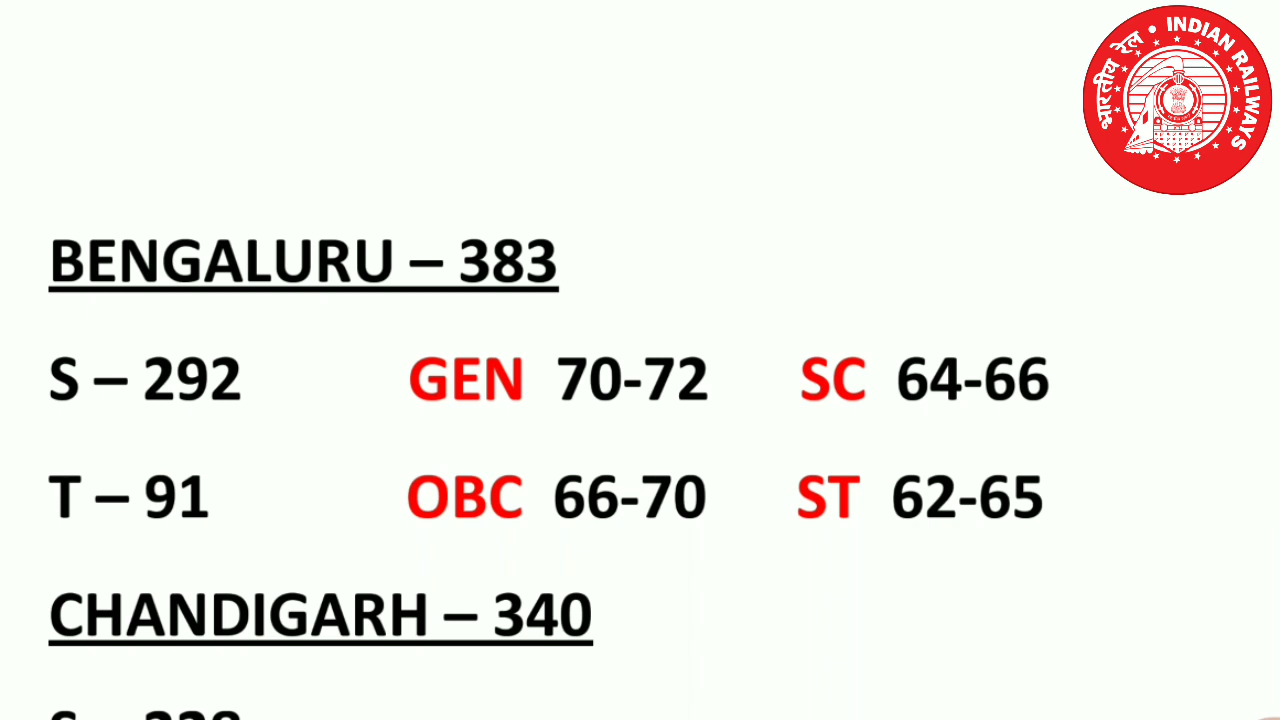 भारतीय रेल • INDIAN RAILWAYS
BENGALURU – 383
S – 292 GEN 70-72 SC 64-66
T – 91 OBC 66-70 ST 62-65
CHANDIGARH – 340